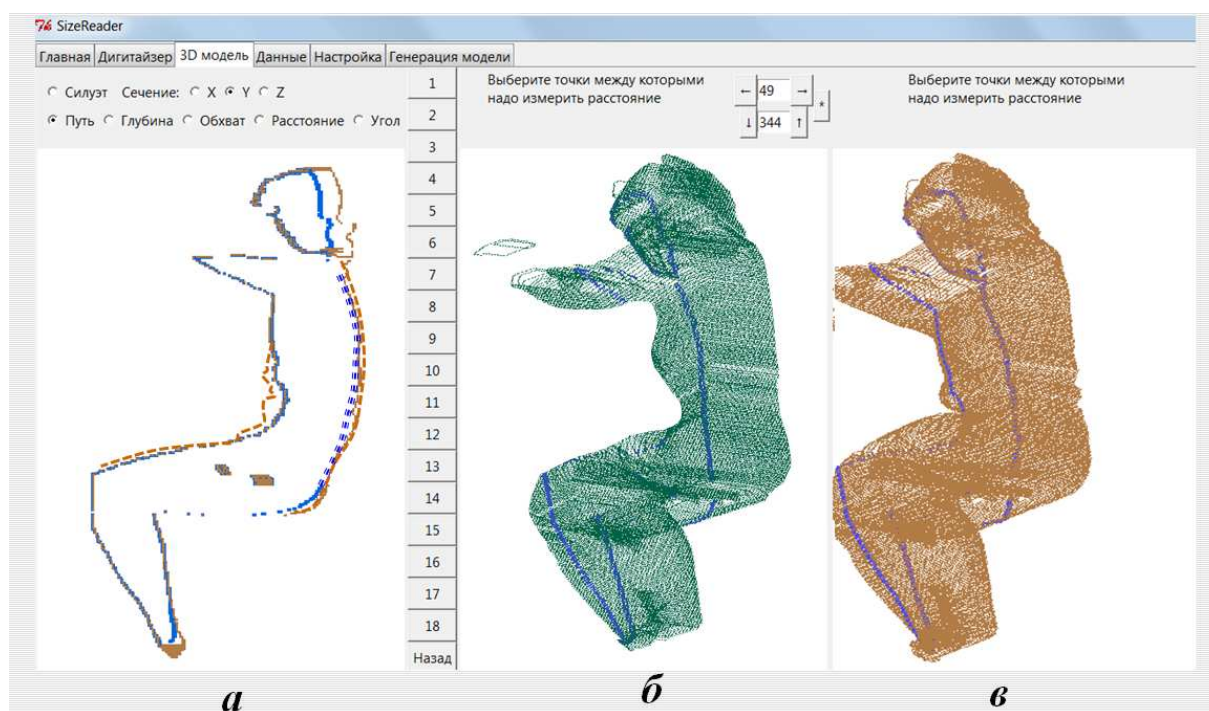 SizeReader
Главная Дигитайзер 3D модель Данные Настройка Генерация модели
Силуэт Сечение: X Y Z
Путь Глубина Обхват Расстояние Угол
1
2
3
4
5
6
7
8
9
10
11
12
13
14
15
16
17
18
Назад
Выберите точки между которыми
надо измерить расстояние
← 49 →
↓ 344 ↑
*
Выберите точки между которыми
надо измерить расстояние
а
б
в